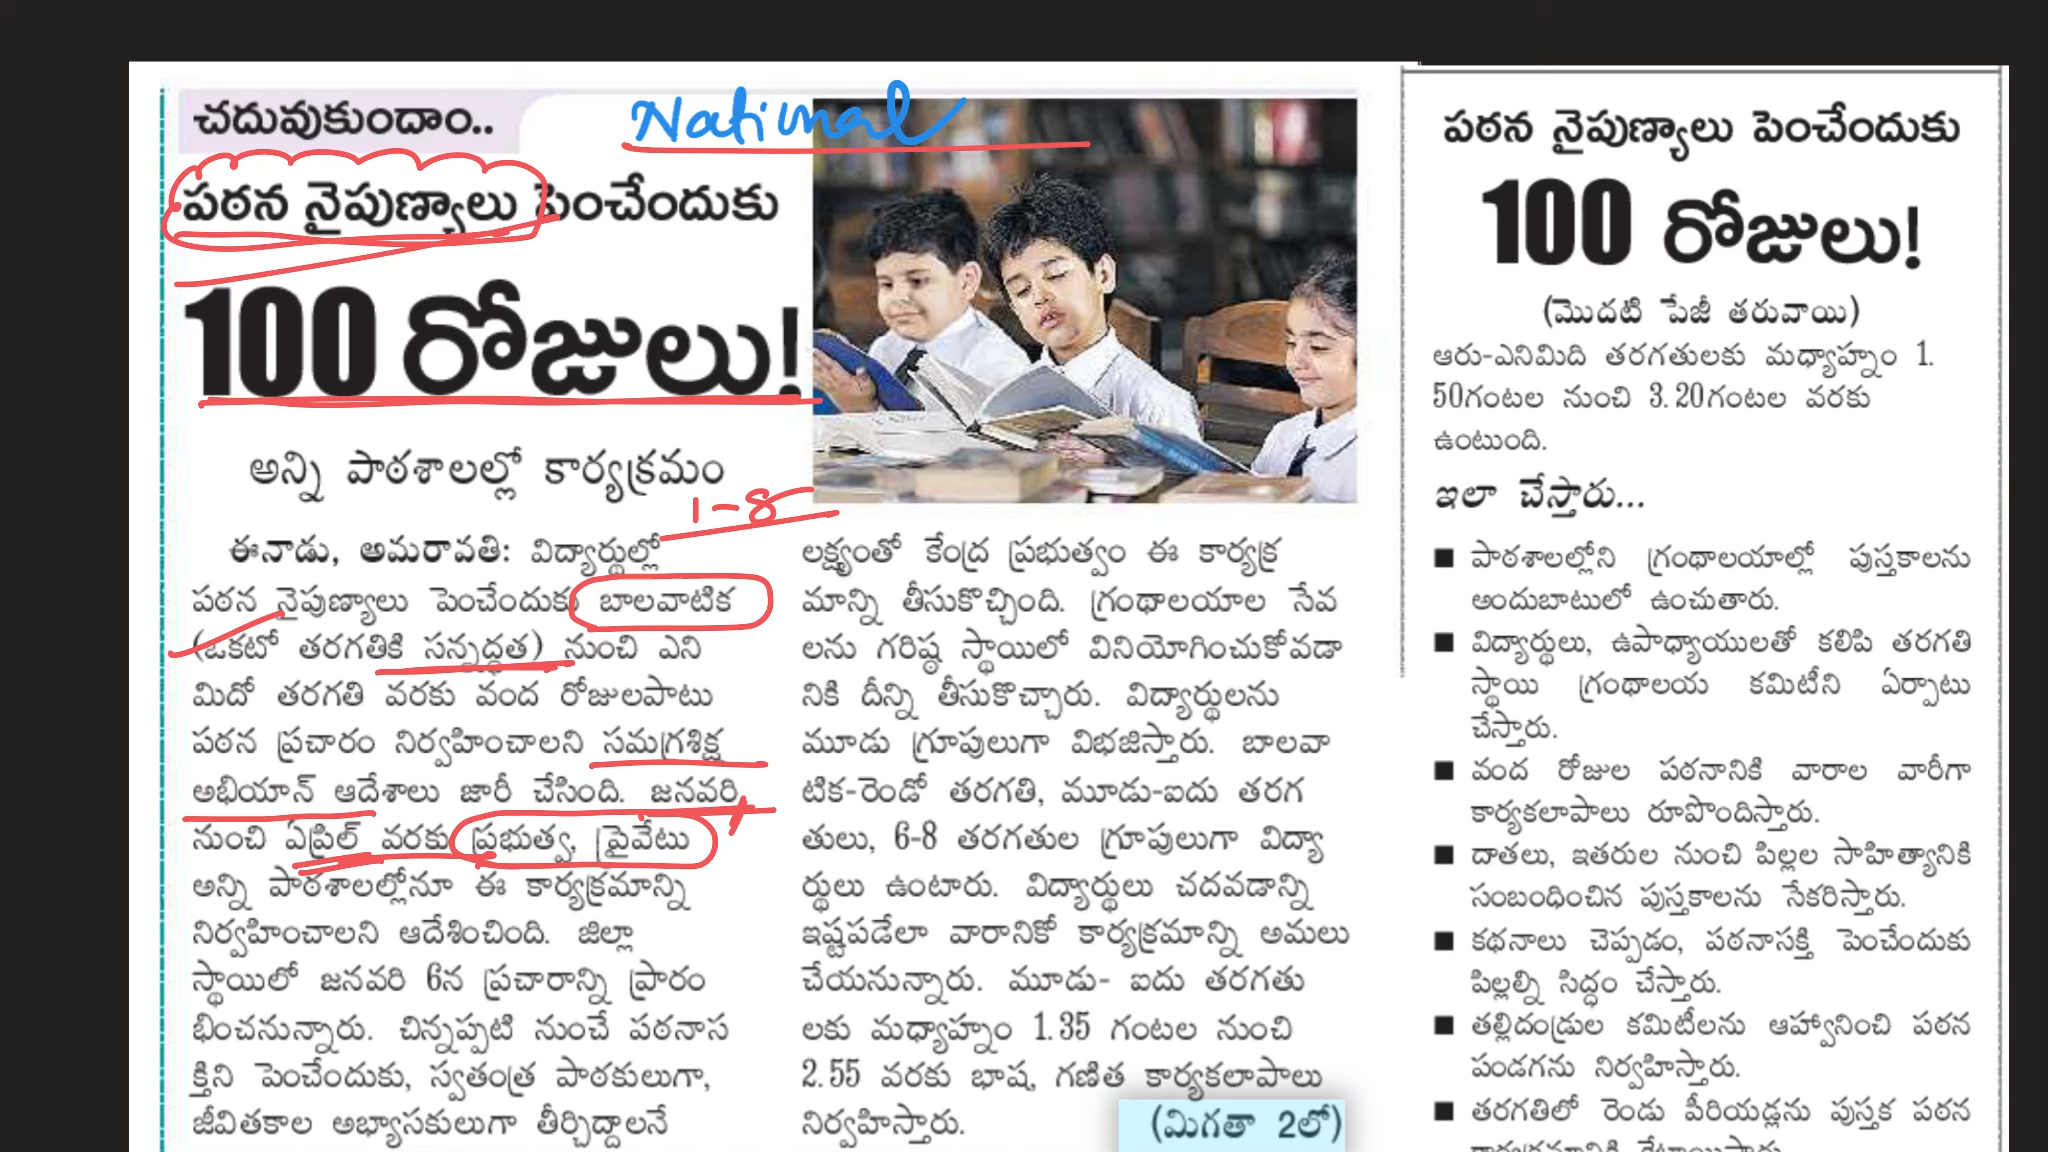 చదువుకుందాం..
National
పఠన నైపుణ్యాలు పెంచేందుకు
100 రోజులు!
అన్ని పాఠశాలల్లో కార్యక్రమం
1-8
ఈనాడు, అమరావతి: విద్యార్థుల్లో
పఠన నైపుణ్యాలు పెంచేందుకు బాలవాటిక
(ఒకటో తరగతికి సన్నద్ధత) నుంచి ఎని
మిదో తరగతి వరకు వంద రోజులపాటు
పఠన ప్రచారం నిర్వహించాలని సమగ్రశిక్ష
అభియాన్ ఆదేశాలు జారీ చేసింది. జనవరి
నుంచి ఏప్రిల్ వరకు ప్రభుత్వ, ప్రైవేటు
అన్ని పాఠశాలల్లోనూ ఈ కార్యక్రమాన్ని
నిర్వహించాలని ఆదేశించింది. జిల్లా
స్థాయిలో జనవరి 6న ప్రచారాన్ని ప్రారం
భించనున్నారు. చిన్నప్పటి నుంచే పఠనాస
క్తిని పెంచేందుకు, స్వతంత్ర పాఠకులుగా,
జీవితకాల అభ్యాసకులుగా తీర్చిద్దాలనే
లక్ష్యంతో కేంద్ర ప్రభుత్వం ఈ కార్యక్ర
మాన్ని తీసుకొచ్చింది. గ్రంథాలయాల సేవ
లను గరిష్ఠ స్థాయిలో వినియోగించుకోవడా
నికి దీన్ని తీసుకొచ్చారు. విద్యార్థులను
మూడు గ్రూపులుగా విభజిస్తారు. బాలవా
టిక-రెండో తరగతి, మూడు-ఐదు తరగ
తులు, 6-8 తరగతుల గ్రూపులుగా విద్యా
ర్థులు ఉంటారు. విద్యార్థులు చదవడాన్ని
ఇష్టపడేలా వారానికో కార్యక్రమాన్ని అమలు
చేయనున్నారు. మూడు- ఐదు తరగతు
లకు మధ్యాహ్నం 1.35 గంటల నుంచి
2.55 వరకు భాష, గణిత కార్యకలాపాలు
నిర్వహిస్తారు.
(మిగతా 2లో)
పఠన నైపుణ్యాలు పెంచేందుకు
100 రోజులు!
(మొదటి పేజీ తరువాయి)
ఆరు-ఎనిమిది తరగతులకు మధ్యాహ్నం 1.
50గంటల నుంచి 3.20గంటల వరకు
ఉంటుంది.
ఇలా చేస్తారు...
■ పాఠశాలల్లోని గ్రంథాలయాల్లో పుస్తకాలను
అందుబాటులో ఉంచుతారు.
■ విద్యార్థులు, ఉపాధ్యాయులతో కలిపి తరగతి
స్థాయి గ్రంథాలయ కమిటీని ఏర్పాటు
చేస్తారు.
■ వంద రోజుల పఠనానికి వారాల వారీగా
కార్యకలాపాలు రూపొందిస్తారు.
■ దాతలు, ఇతరుల నుంచి పిల్లల సాహిత్యానికి
సంబంధించిన పుస్తకాలను సేకరిస్తారు.
■ కథనాలు చెప్పడం, పఠనాసక్తి పెంచేందుకు
పిల్లల్ని సిద్ధం చేస్తారు.
■ తల్లిదండ్రుల కమిటీలను ఆహ్వానించి పఠన
పండగను నిర్వహిస్తారు.
■ తరగతిలో రెండు పీరియడ్లను పుస్తక పఠన